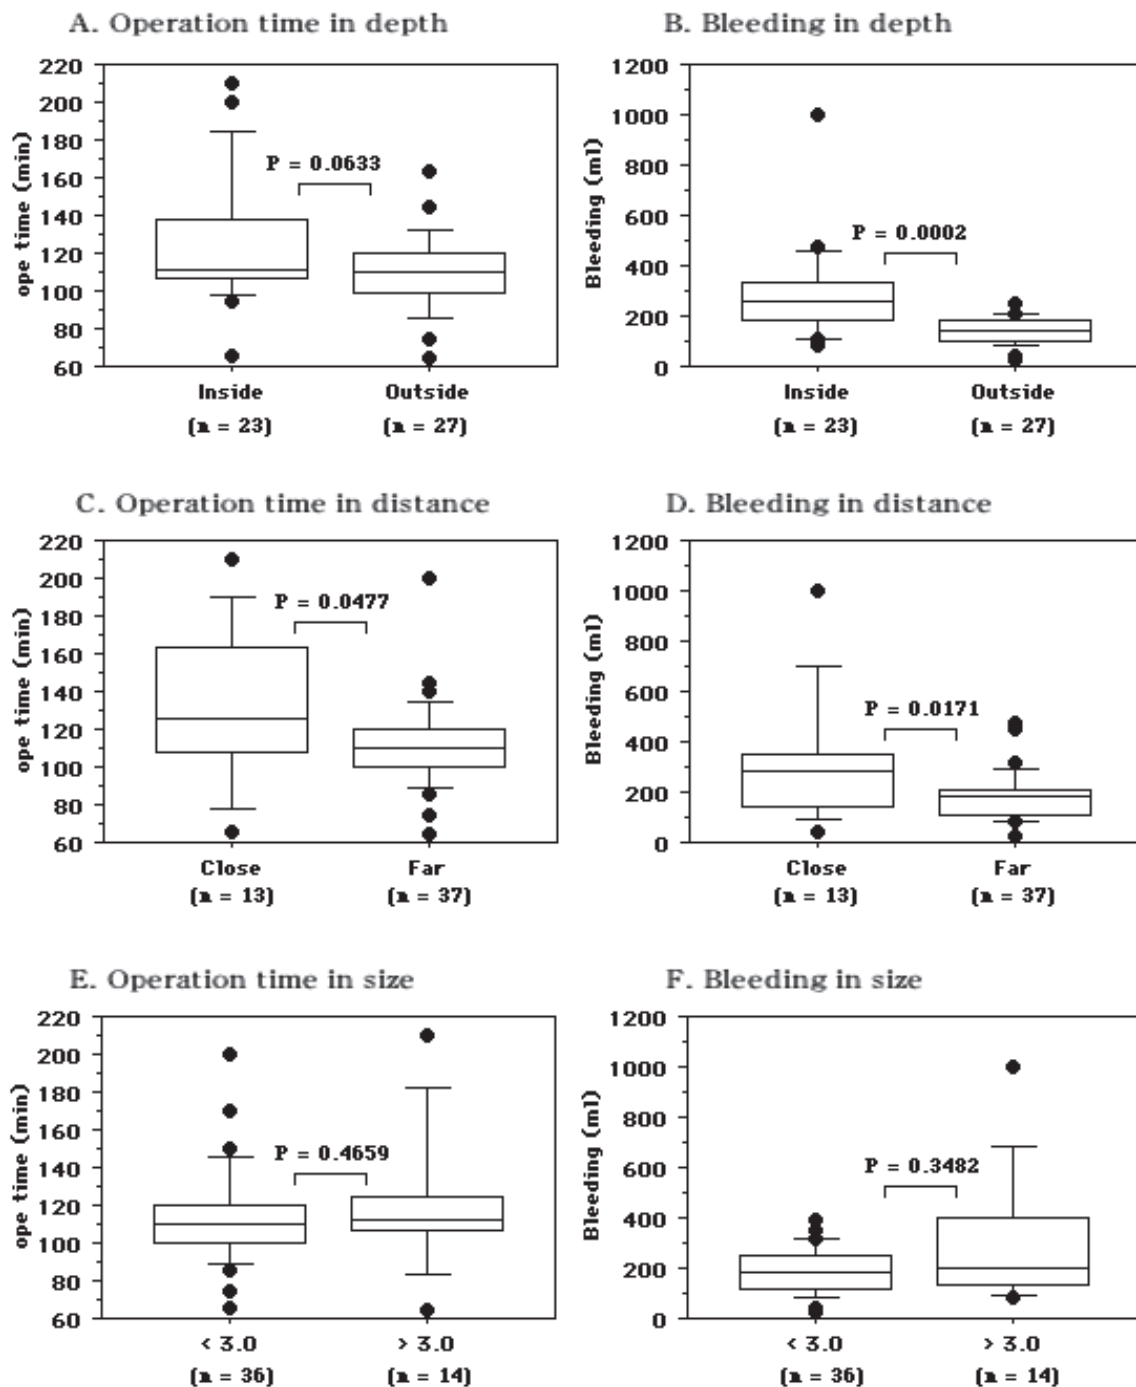 A. Operation time in depth
ope time (min)
220
200
180
160
140
120
100
80
60
P = 0.0633
Inside
(n = 23)
Outside
(n = 27)
B. Bleeding in depth
Bleeding (ml)
1200
1000
800
600
400
200
0
P = 0.0002
Inside
(n = 23)
Outside
(n = 27)
C. Operation time in distance
ope time (min)
220
200
180
160
140
120
100
80
60
P = 0.0477
Close
(n = 13)
Far
(n = 37)
D. Bleeding in distance
Bleeding (ml)
1200
1000
800
600
400
200
0
P = 0.0171
Close
(n = 13)
Far
(n = 37)
E. Operation time in size
ope time (min)
220
200
180
160
140
120
100
80
60
P = 0.4659
< 3.0
(n = 36)
> 3.0
(n = 14)
F. Bleeding in size
Bleeding (ml)
1200
1000
800
600
400
200
0
P = 0.3482
< 3.0
(n = 36)
> 3.0
(n = 14)